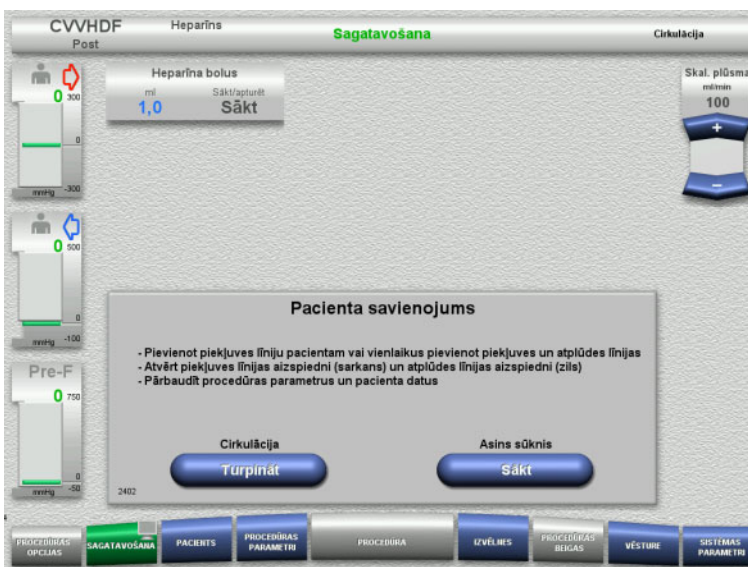 CVVHDF Heparīns Sagatavošana Cirkulācija
Post
Heparīna bolus
ml Sākt/apturēt
1,0 Sākt
Skal. plūsma
ml/min
100
+
–
0 300
0
mmHg -300
0 500
0
mmHg -100
Pre-F
0 750
0
mmHg -50
Pacienta savienojums
- Pievienot piekļuves līniju pacientam vai vienlaikus pievienot piekļuves un atplūdes līnijas
- Atvērt piekļuves līnijas aizspiedni (sarkans) un atplūdes līnijas aizspiedni (zils)
- Pārbaudīt procedūras parametrus un pacienta datus
Cirkulācija Asins sūknis
Turpināt Sākt
2402
PROCEDŪRAS OPCIJAS
SAGATAVOŠANA
PACIENTS
PROCEDŪRAS PARAMETRI
PROCEDŪRA
IZVĒLNES
PROCEDŪRAS BEIGAS
VĒSTURE
SISTĒMAS PARAMETRI